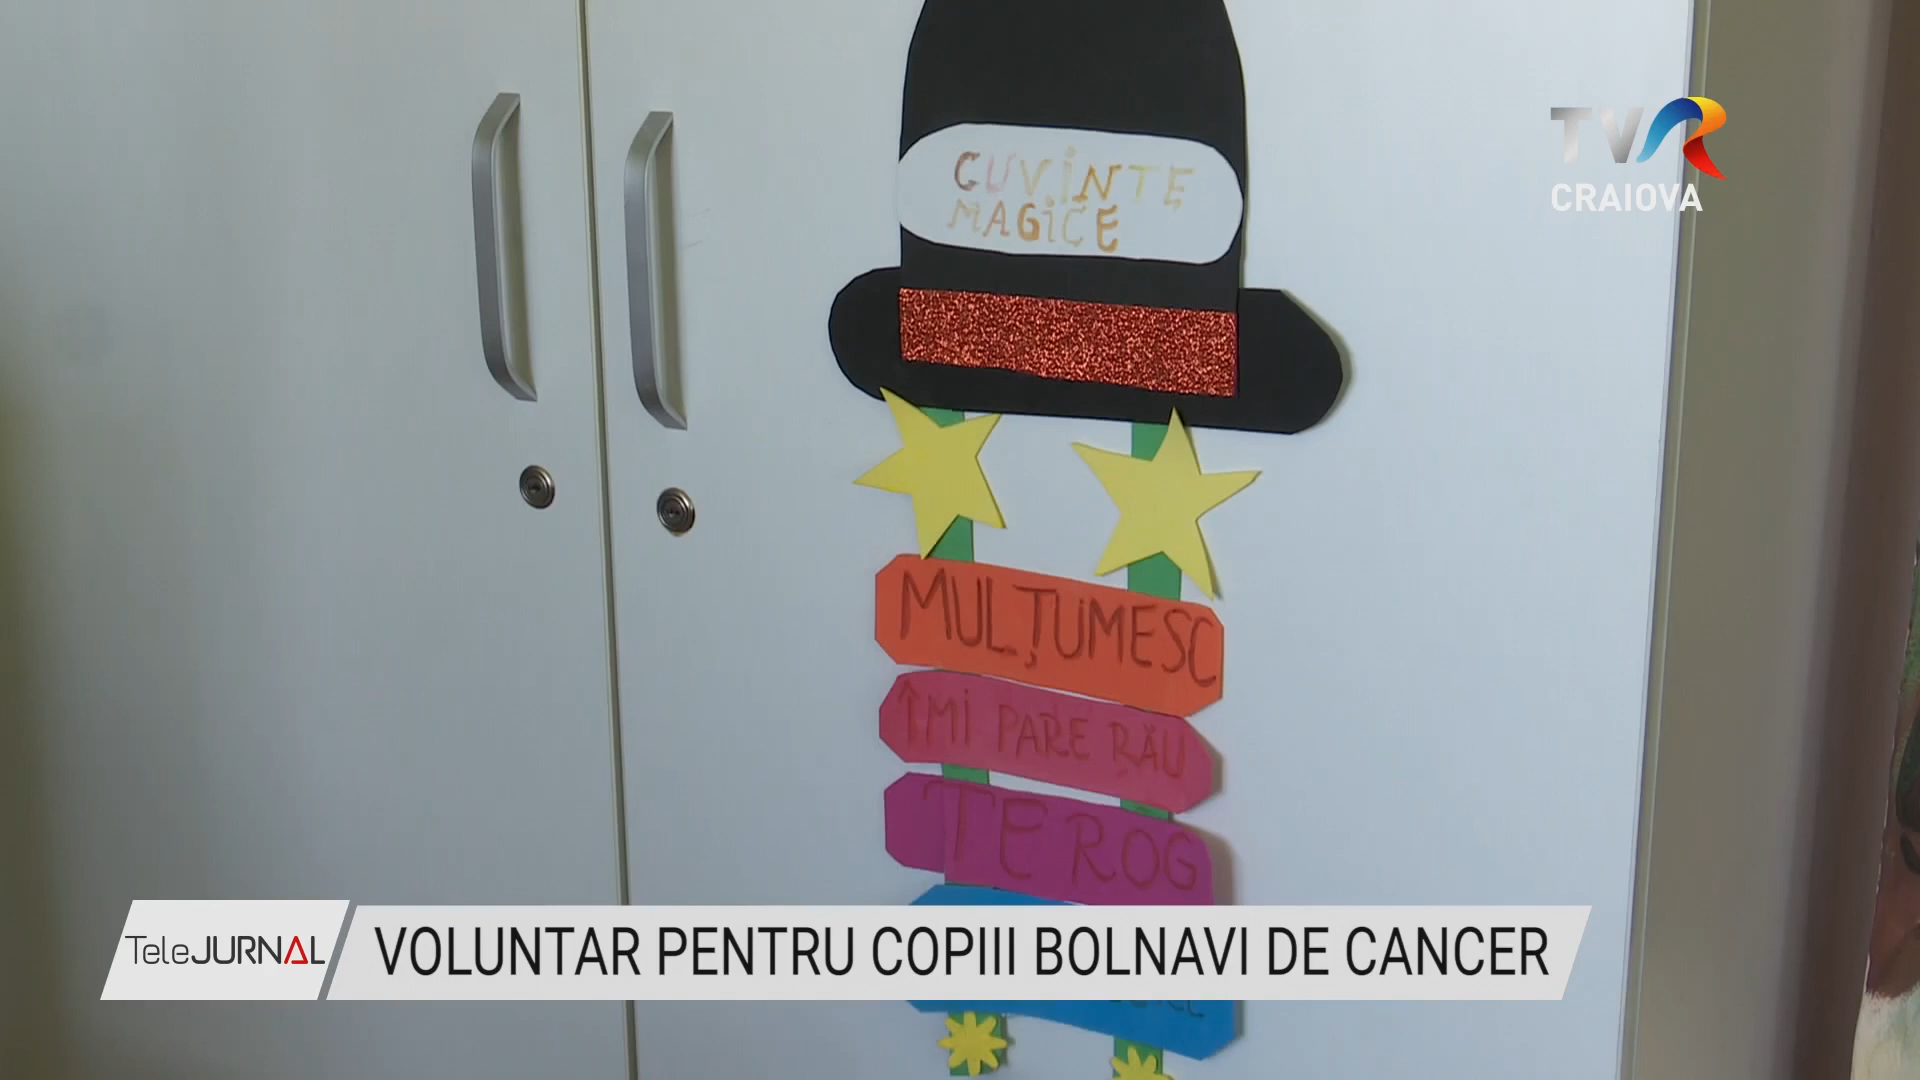 TVR
CRAIOVA
CUVINTE
MAGICE
MULȚUMESC
ÎMI PARE RĂU
TE ROG
TeleJURNAL
VOLUNTAR PENTRU COPIII BOLNAVI DE CANCER